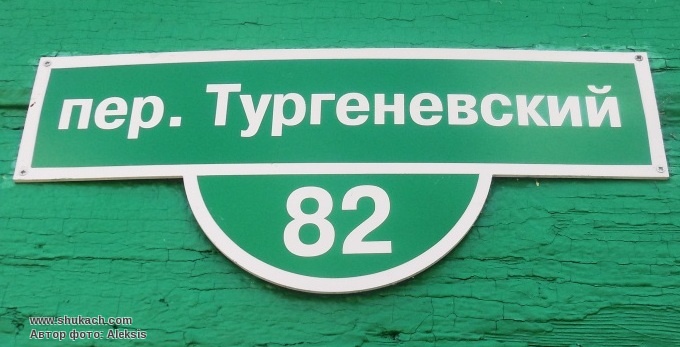 пер. Тургеневский
82
www.shukach.com
Автор фото: Aleksis